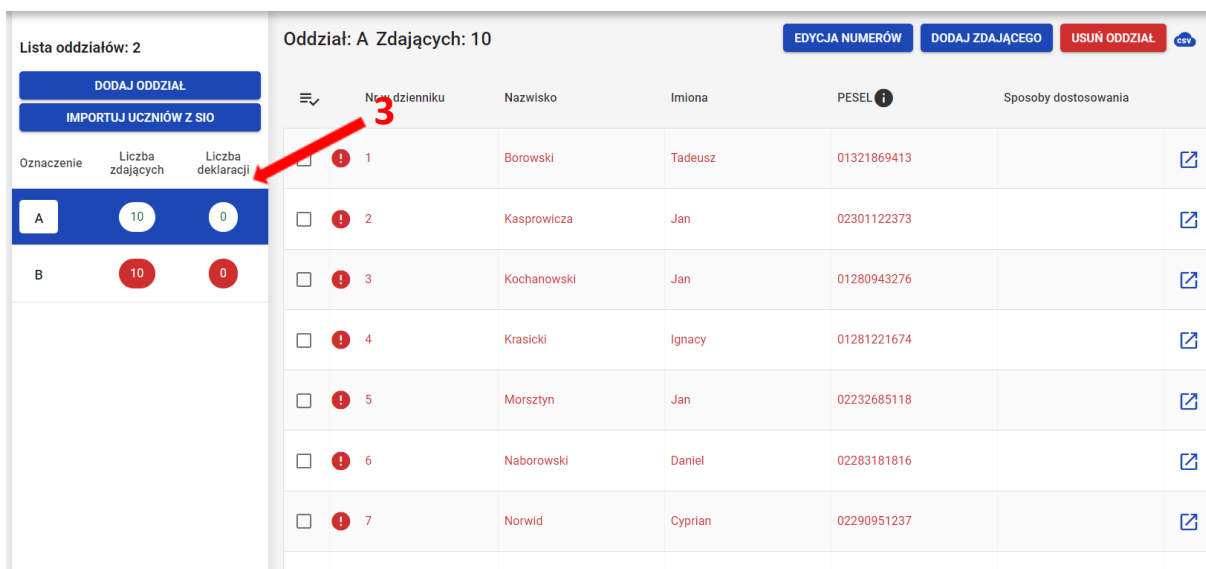 Lista oddziałów: 2
DODAJ ODDZIAŁ
IMPORTUJ UCZNIÓW Z SIO
Oznaczenie Liczba zdających Liczba deklaracji
A 10 0
B 10 0
Oddział: A Zdających: 10
EDYCJA NUMERÓW DODAJ ZDAJĄCEGO USUŃ ODDZIAŁ CSV
3
Nr w dzienniku Nazwisko Imiona PESEL i Sposoby dostosowania
1 Borowski Tadeusz 01321869413
2 Kasprowicza Jan 02301122373
3 Kochanowski Jan 01280943276
4 Krasicki Ignacy 01281221674
5 Morsztyn Jan 02232685118
6 Naborowski Daniel 02283181816
7 Norwid Cyprian 02290951237